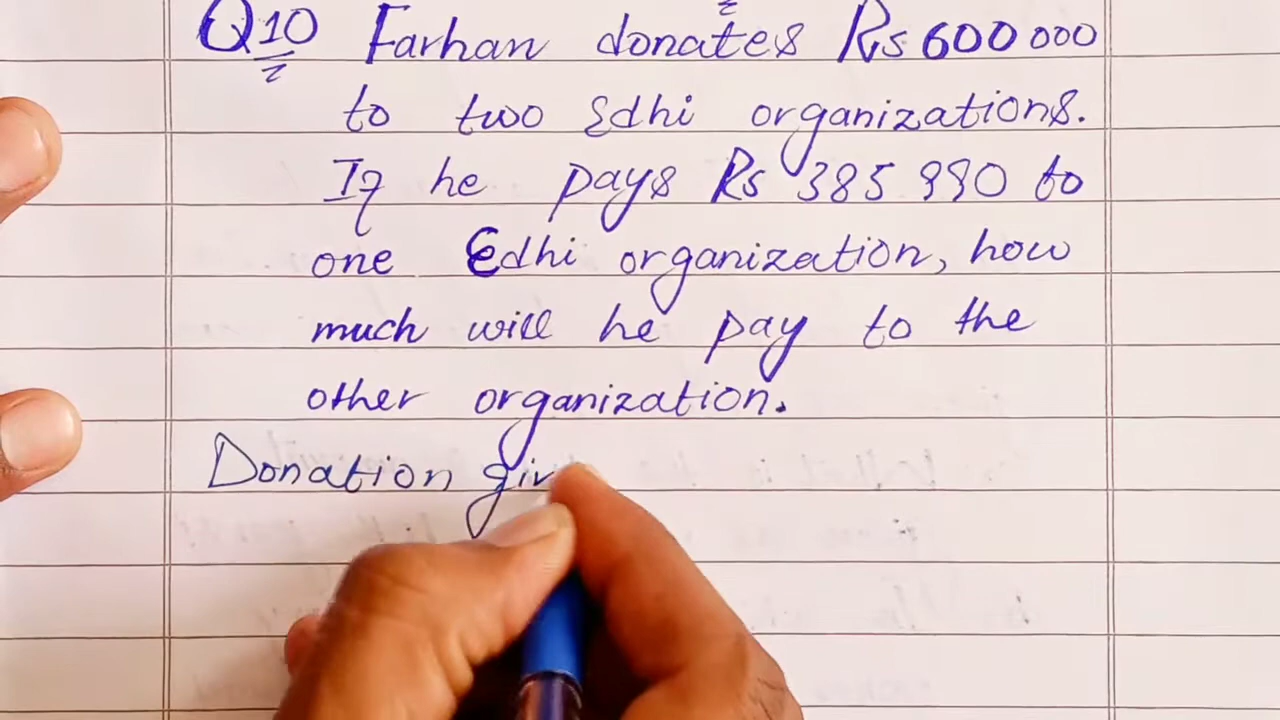 Q10 Farhan donates Rs 600 000
to two Edhi organizations.
If he pays Rs 385 990 to
one Edhi organization, how
much will he pay to the
other organization.
Donation giv